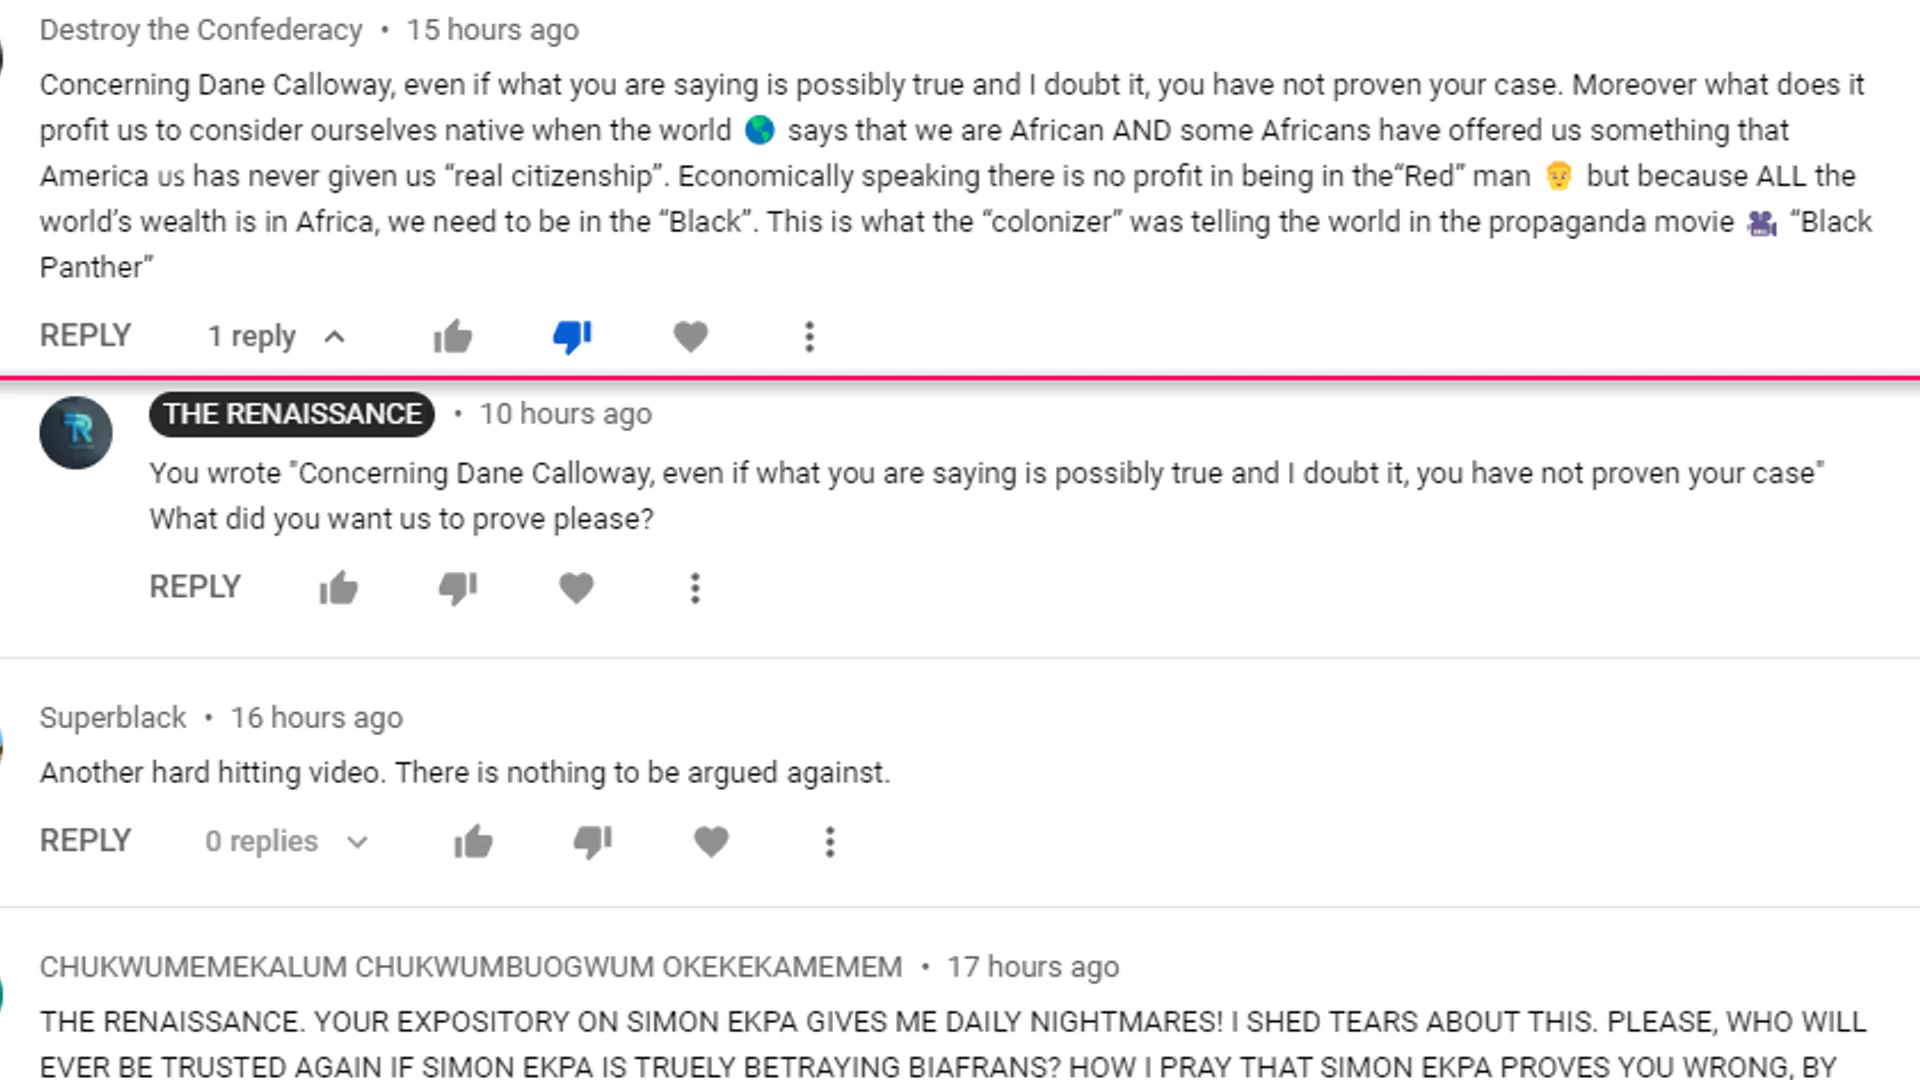 Destroy the Confederacy • 15 hours ago
Concerning Dane Calloway, even if what you are saying is possibly true and I doubt it, you have not proven your case. Moreover what does it
profit us to consider ourselves native when the world 🌎 says that we are African AND some Africans have offered us something that
America us has never given us “real citizenship”. Economically speaking there is no profit in being in the“Red” man 👨 but because ALL the
world’s wealth is in Africa, we need to be in the “Black”. This is what the “colonizer” was telling the world in the propaganda movie 🎥 “Black
Panther”
REPLY 1 reply
THE RENAISSANCE • 10 hours ago
You wrote "Concerning Dane Calloway, even if what you are saying is possibly true and I doubt it, you have not proven your case"
What did you want us to prove please?
REPLY
Superblack • 16 hours ago
Another hard hitting video. There is nothing to be argued against.
REPLY 0 replies
CHUKWUMEMEKALUM CHUKWUMBUOGWUM OKEKEKAMEMEM • 17 hours ago
THE RENAISSANCE. YOUR EXPOSITORY ON SIMON EKPA GIVES ME DAILY NIGHTMARES! I SHED TEARS ABOUT THIS. PLEASE, WHO WILL
EVER BE TRUSTED AGAIN IF SIMON EKPA IS TRUELY BETRAYING BIAFRANS? HOW I PRAY THAT SIMON EKPA PROVES YOU WRONG, BY